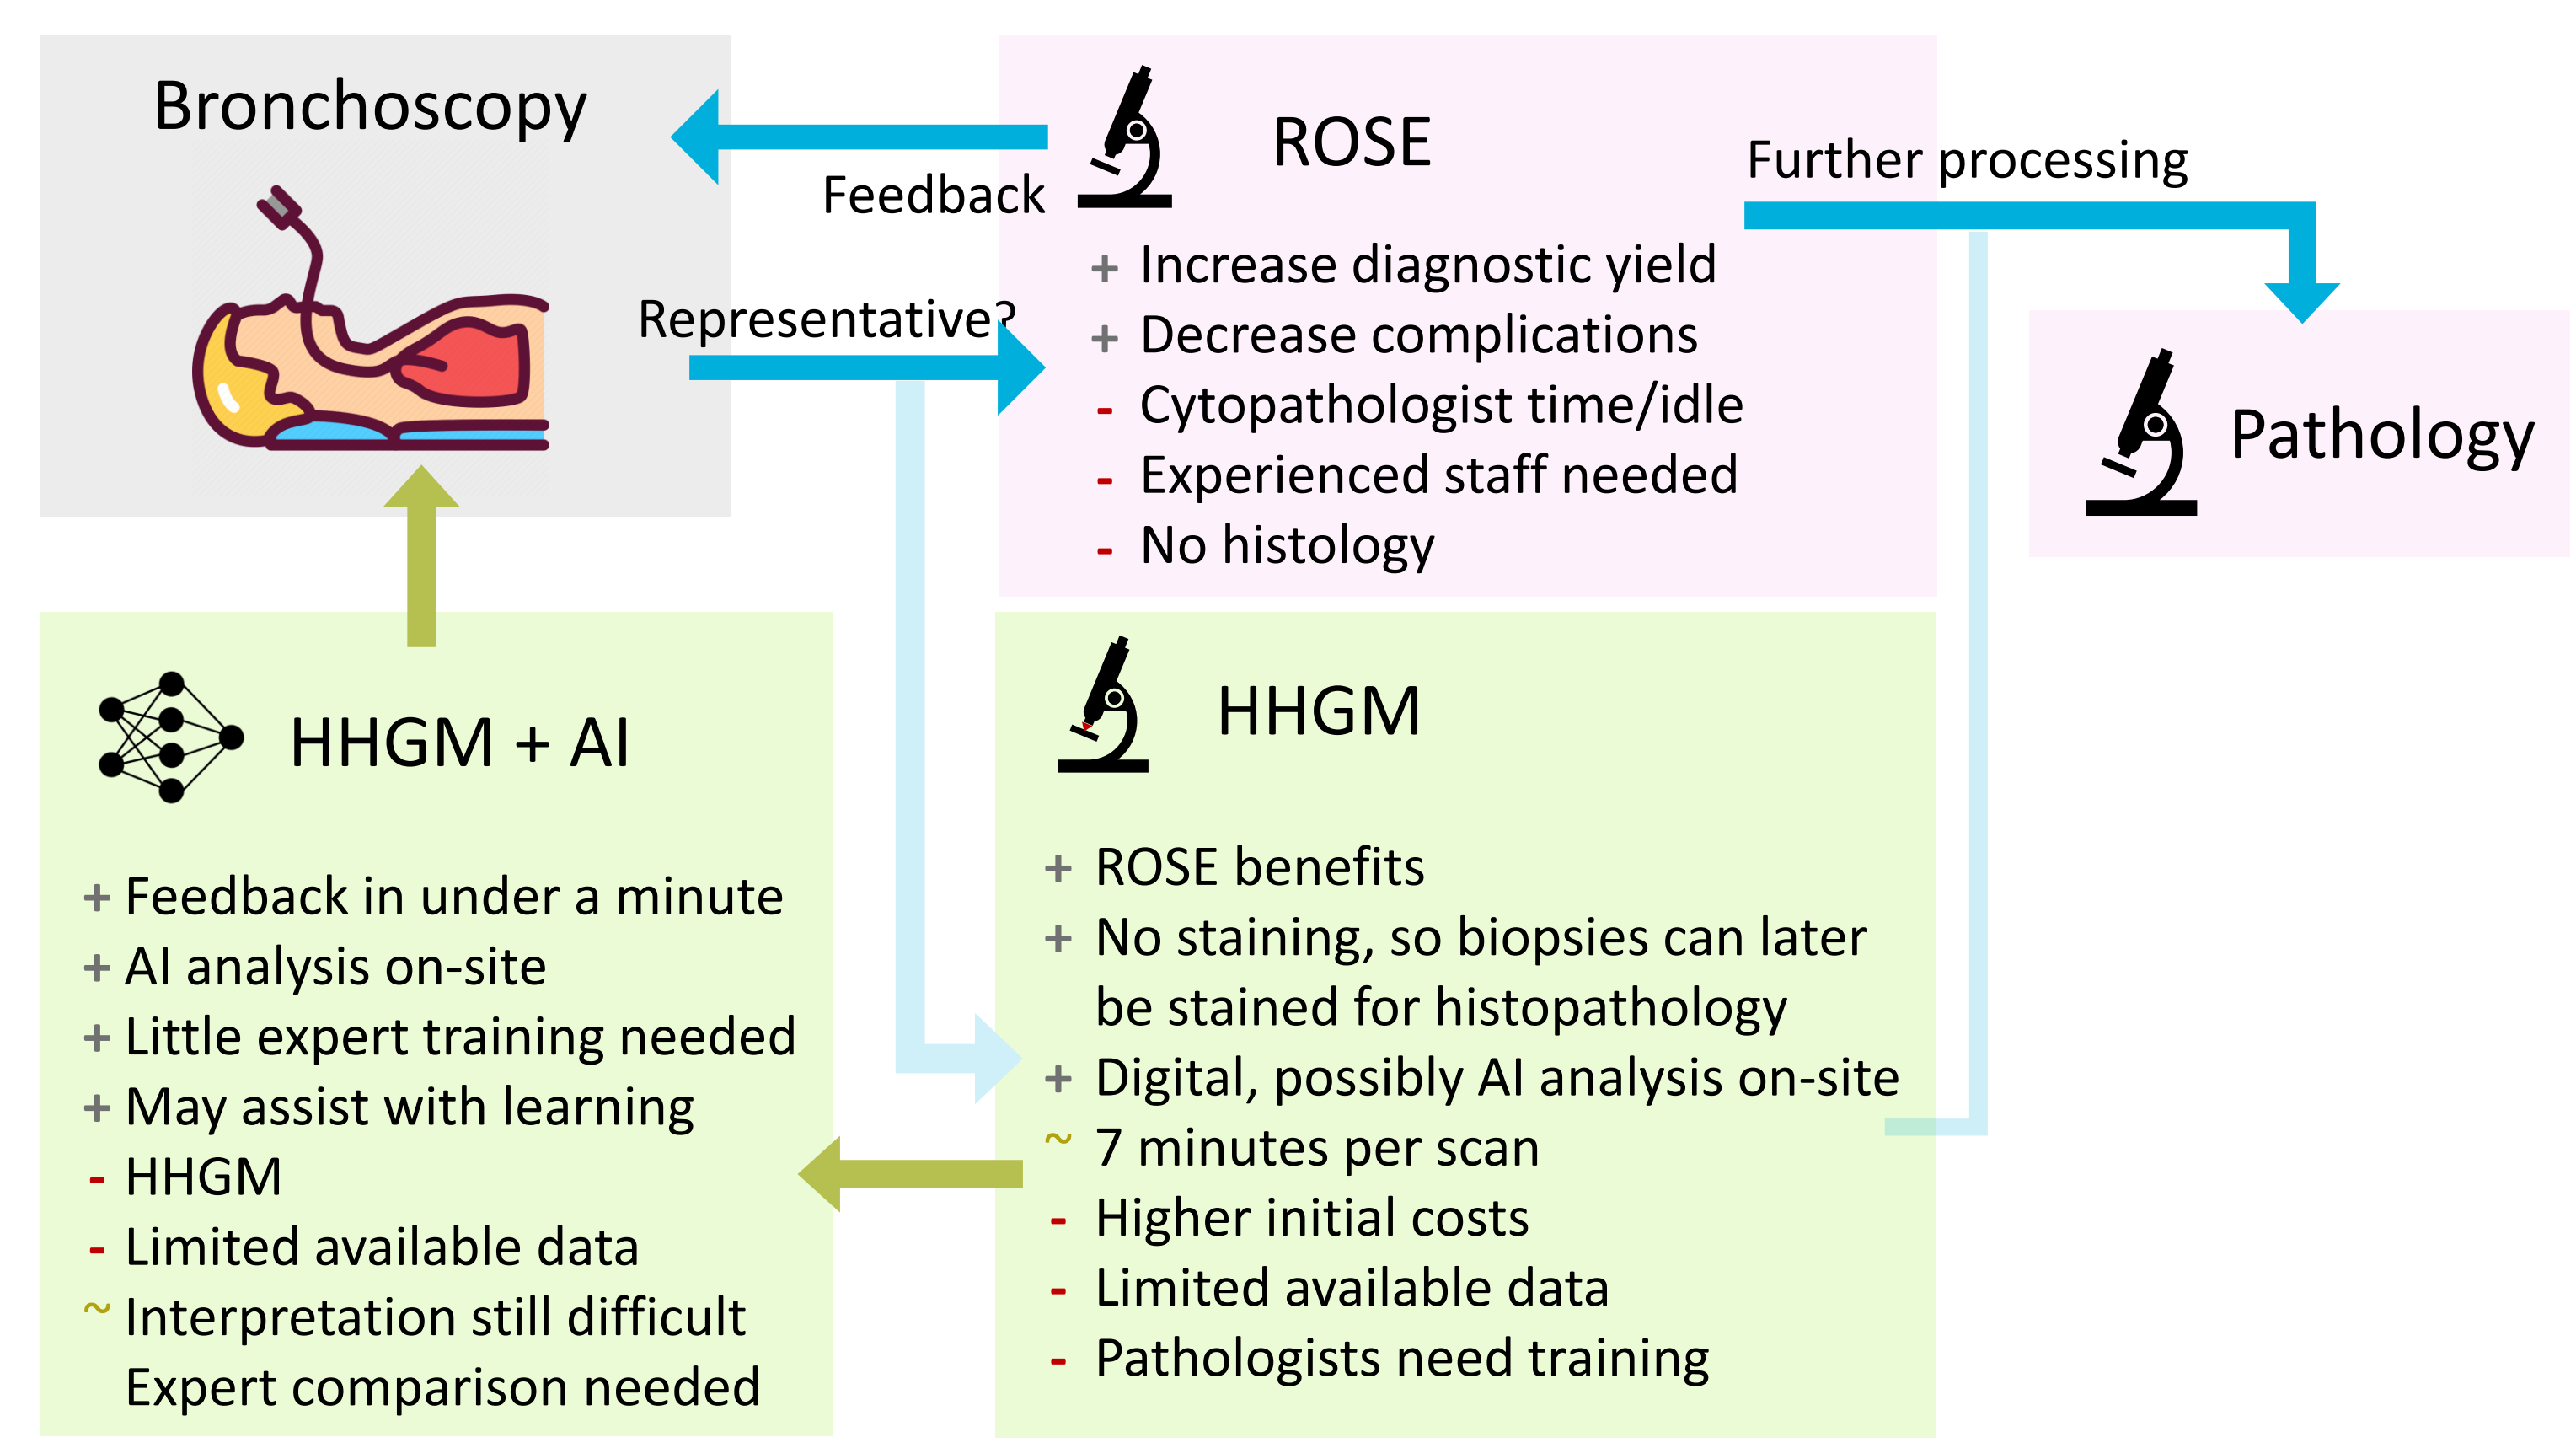 Bronchoscopy
Feedback
Representative?
ROSE
+ Increase diagnostic yield
+ Decrease complications
- Cytopathologist time/idle
- Experienced staff needed
- No histology
Further processing
Pathology
HHGM + AI
+ Feedback in under a minute
+ AI analysis on-site
+ Little expert training needed
+ May assist with learning
- HHGM
- Limited available data
~ Interpretation still difficult
Expert comparison needed
HHGM
+ ROSE benefits
+ No staining, so biopsies can later
be stained for histopathology
+ Digital, possibly AI analysis on-site
~ 7 minutes per scan
- Higher initial costs
- Limited available data
- Pathologists need training